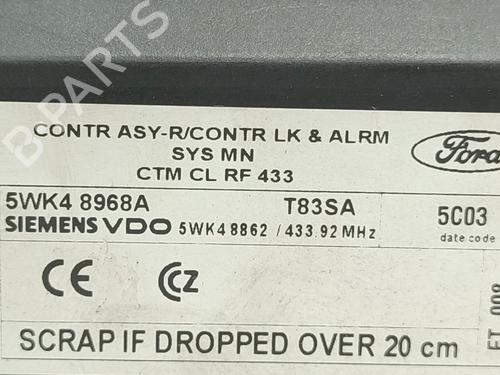 B PARTS
CONTR ASY-R/CONTR LK & ALRM
SYS MN
CTM CL RF 433
Ford
5WK4 8968A T83SA
SIEMENS VDO 5WK4 8862 / 433.92 MHz
5C03
date code
CE CCZ
SCRAP IF DROPPED OVER 20 cm